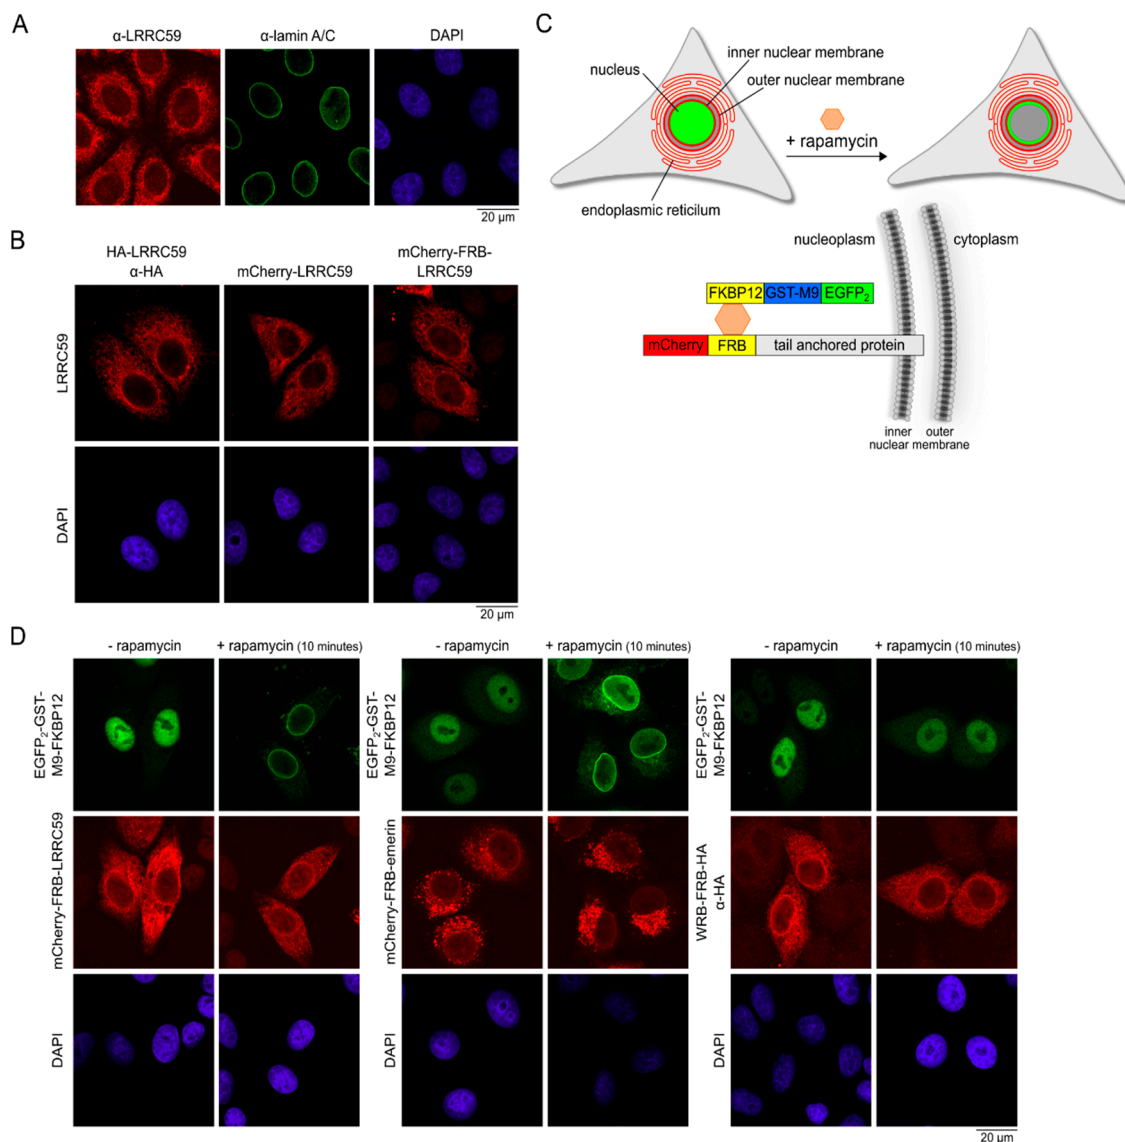 A
α-LRRC59
α-lamin A/C
DAPI
20 µm
B
HA-LRRC59
α-HA
mCherry-LRRC59
mCherry-FRB-
LRRC59
LRRC59
DAPI
20 µm
C
nucleus
inner nuclear membrane
outer nuclear membrane
+ rapamycin
endoplasmic reticilum
nucleoplasm
cytoplasm
FKBP12
GST-M9
EGFP₂
mCherry
FRB
tail anchored protein
inner
outer
nuclear membrane
D
- rapamycin
+ rapamycin (10 minutes)
- rapamycin
+ rapamycin (10 minutes)
- rapamycin
+ rapamycin (10 minutes)
EGFP₂-GST-
M9-FKBP12
EGFP₂-GST-
M9-FKBP12
EGFP₂-GST-
M9-FKBP12
mCherry-FRB-LRRC59
mCherry-FRB-emerin
WRB-FRB-HA
α-HA
DAPI
DAPI
DAPI
20 µm